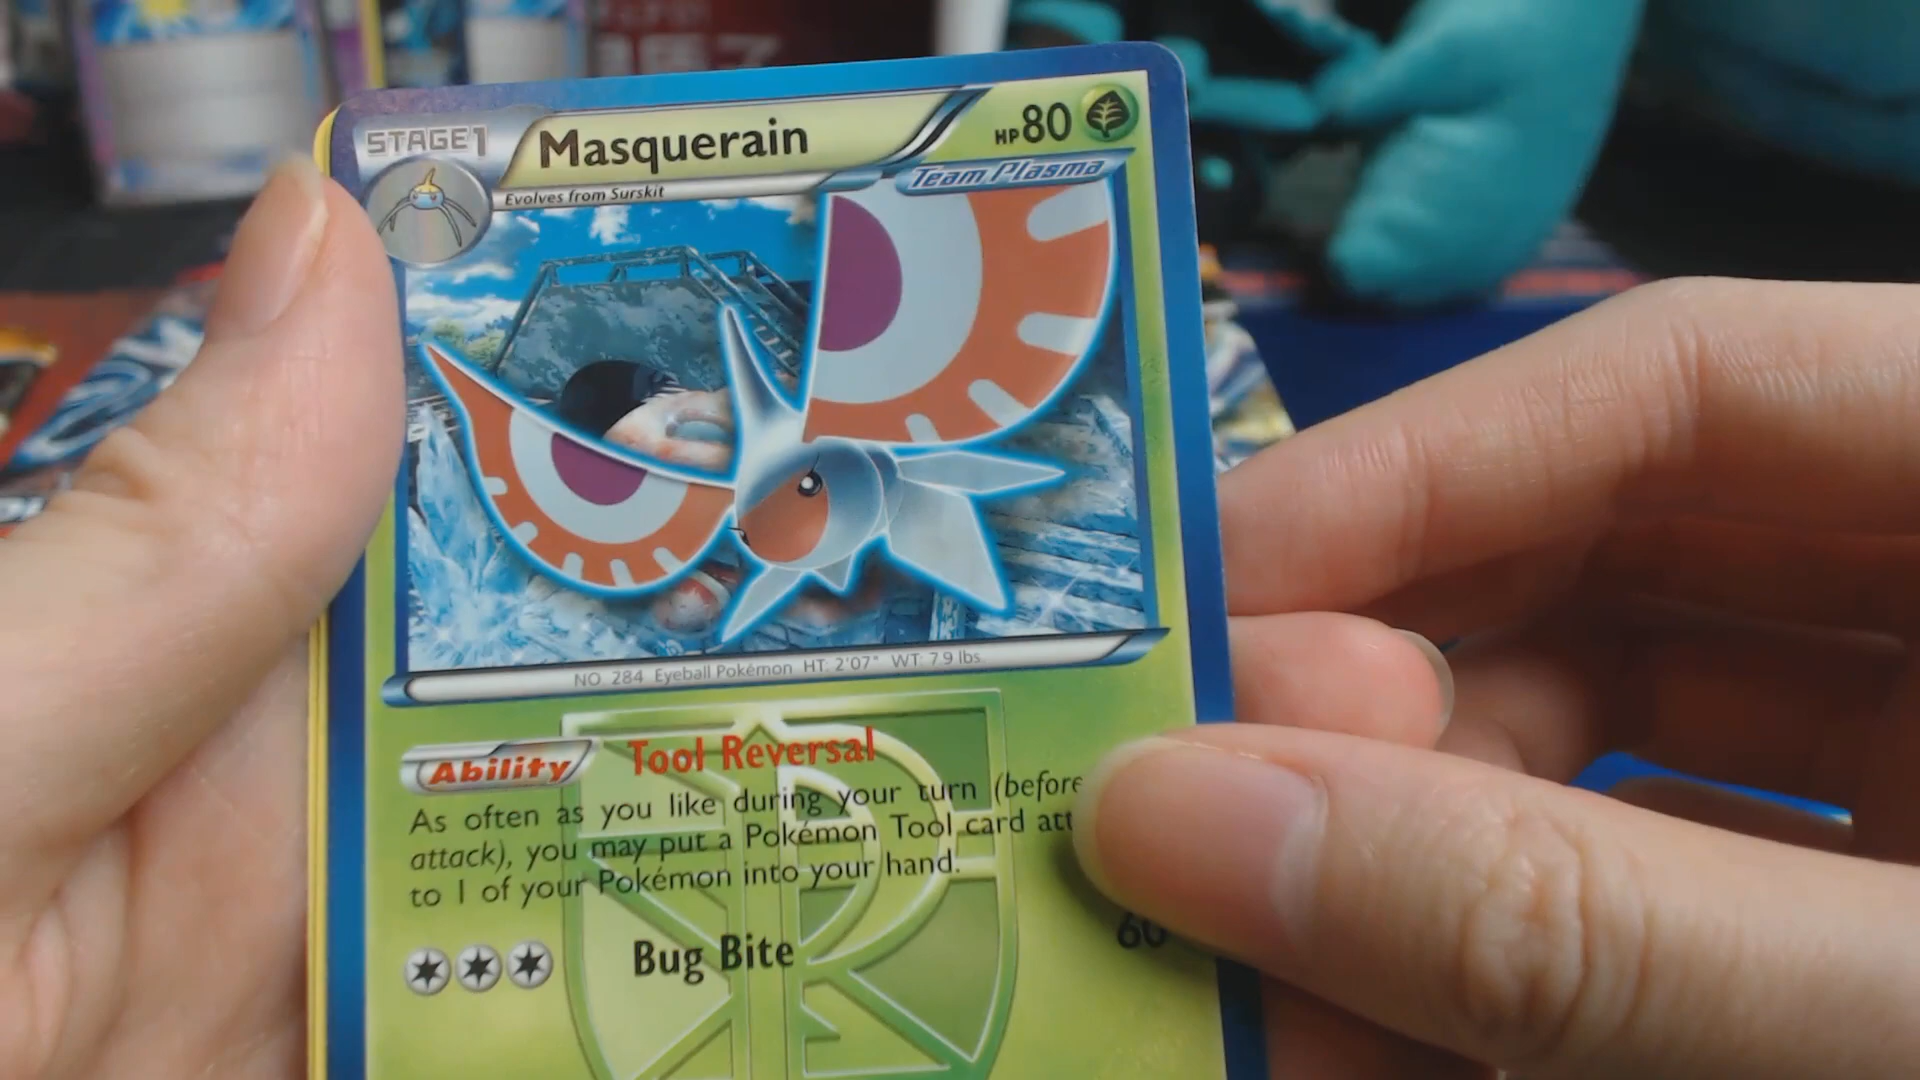 STAGE1
Masquerain
HP80
Team Plasma
Evolves from Surskit
NO. 284 Eyeball Pokémon HT: 2'07" WT: 7.9 lbs.
Ability Tool Reversal
As often as you like during your turn (before
attack), you may put a Pokémon Tool card att
to 1 of your Pokémon into your hand.
Bug Bite 60